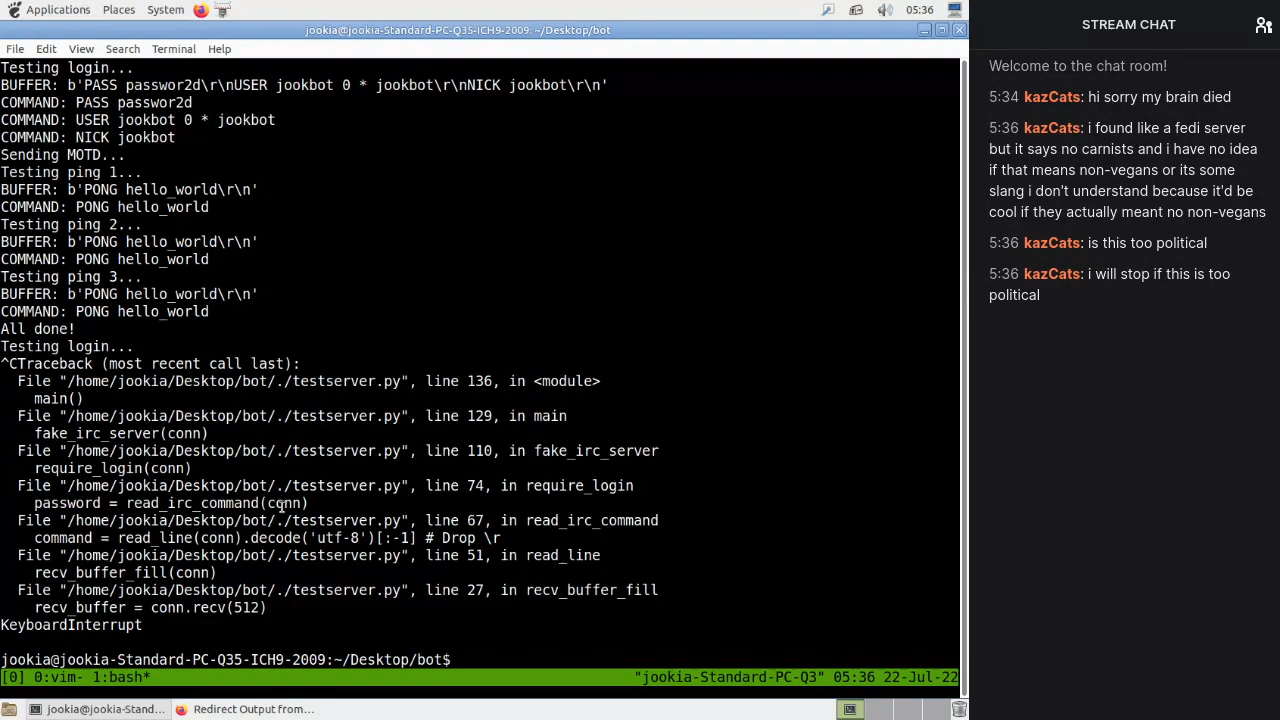 Applications Places System 05:36
jookia@jookia-Standard-PC-Q35-ICH9-2009: ~/Desktop/bot
File Edit View Search Terminal Help
Testing login...
BUFFER: b'PASS passwor2d\r\nUSER jookbot 0 * jookbot\r\nNICK jookbot\r\n'
COMMAND: PASS passwor2d
COMMAND: USER jookbot 0 * jookbot
COMMAND: NICK jookbot
Sending MOTD...
Testing ping 1...
BUFFER: b'PONG hello_world\r\n'
COMMAND: PONG hello_world
Testing ping 2...
BUFFER: b'PONG hello_world\r\n'
COMMAND: PONG hello_world
Testing ping 3...
BUFFER: b'PONG hello_world\r\n'
COMMAND: PONG hello_world
All done!
Testing login...
^CTraceback (most recent call last):
  File "/home/jookia/Desktop/bot/./testserver.py", line 136, in <module>
    main()
  File "/home/jookia/Desktop/bot/./testserver.py", line 129, in main
    fake_irc_server(conn)
  File "/home/jookia/Desktop/bot/./testserver.py", line 110, in fake_irc_server
    require_login(conn)
  File "/home/jookia/Desktop/bot/./testserver.py", line 74, in require_login
    password = read_irc_command(conn)
  File "/home/jookia/Desktop/bot/./testserver.py", line 67, in read_irc_command
    command = read_line(conn).decode('utf-8')[:-1] # Drop \r
  File "/home/jookia/Desktop/bot/./testserver.py", line 51, in read_line
    recv_buffer_fill(conn)
  File "/home/jookia/Desktop/bot/./testserver.py", line 27, in recv_buffer_fill
    recv_buffer = conn.recv(512)
KeyboardInterrupt
jookia@jookia-Standard-PC-Q35-ICH9-2009:~/Desktop/bot$
[0] 0:vim- 1:bash* "jookia-Standard-PC-Q3" 05:36 22-Jul-22
jookia@jookia-Stand... Redirect Output from...
STREAM CHAT
Welcome to the chat room!
5:34 kazCats: hi sorry my brain died
5:36 kazCats: i found like a fedi server
but it says no carnists and i have no idea
if that means non-vegans or its some
slang i don't understand because it'd be
cool if they actually meant no non-vegans
5:36 kazCats: is this too political
5:36 kazCats: i will stop if this is too
political